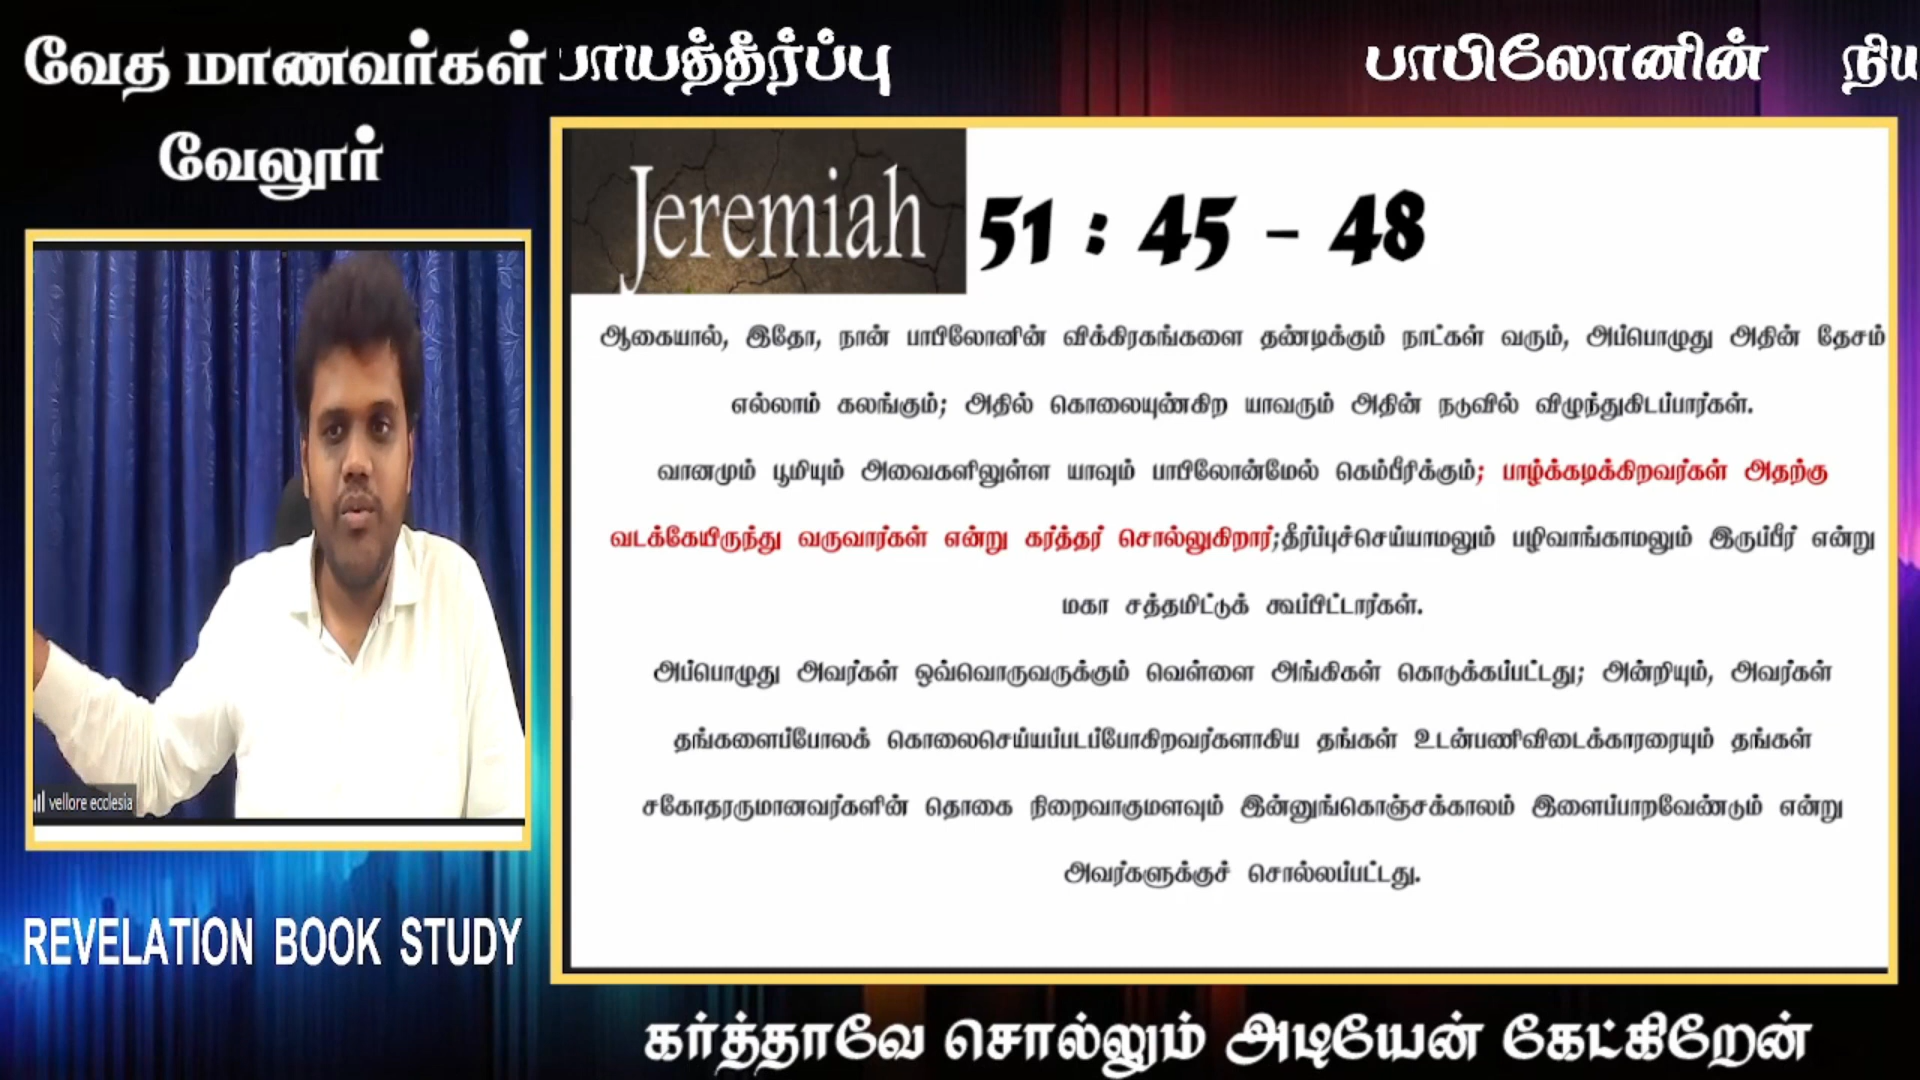 வேத மாணவர்கள்
வேலூர்
பாயத்தீர்ப்பு
பாபிலோனின்
Jeremiah 51 : 45 - 48
ஆகையால், இதோ, நான் பாபிலோனின் விக்கிரகங்களை தண்டிக்கும் நாட்கள் வரும், அப்பொழுது அதின் தேசம்
எல்லாம் கலங்கும்; அதில் கொலையுண்கிற யாவரும் அதின் நடுவில் விழுந்துகிடப்பார்கள்.
வானமும் பூமியும் அவைகளிலுள்ள யாவும் பாபிலோன்மேல் கெம்பீரிக்கும்; பாழ்க்கடிக்கிறவர்கள் அதற்கு
வடக்கேயிருந்து வருவார்கள் என்று கர்த்தர் சொல்லுகிறார்;தீர்ப்புச்செய்யாமலும் பழிவாங்காமலும் இருப்பீர் என்று
மகா சத்தமிட்டுக் கூப்பிட்டார்கள்.
அப்பொழுது அவர்கள் ஒவ்வொருவருக்கும் வெள்ளை அங்கிகள் கொடுக்கப்பட்டது; அன்றியும், அவர்கள்
தங்களைப்போலக் கொலைசெய்யப்படப்போகிறவர்களாகிய தங்கள் உடன்பணிவிடைக்காரரையும் தங்கள்
சகோதரருமானவர்களின் தொகை நிறைவாகுமளவும் இன்னுங்கொஞ்சக்காலம் இளைப்பாறவேண்டும் என்று
அவர்களுக்குச் சொல்லப்பட்டது.
vellore ecclesia
REVELATION BOOK STUDY
கர்த்தாவே சொல்லும் அடியேன் கேட்கிறேன்